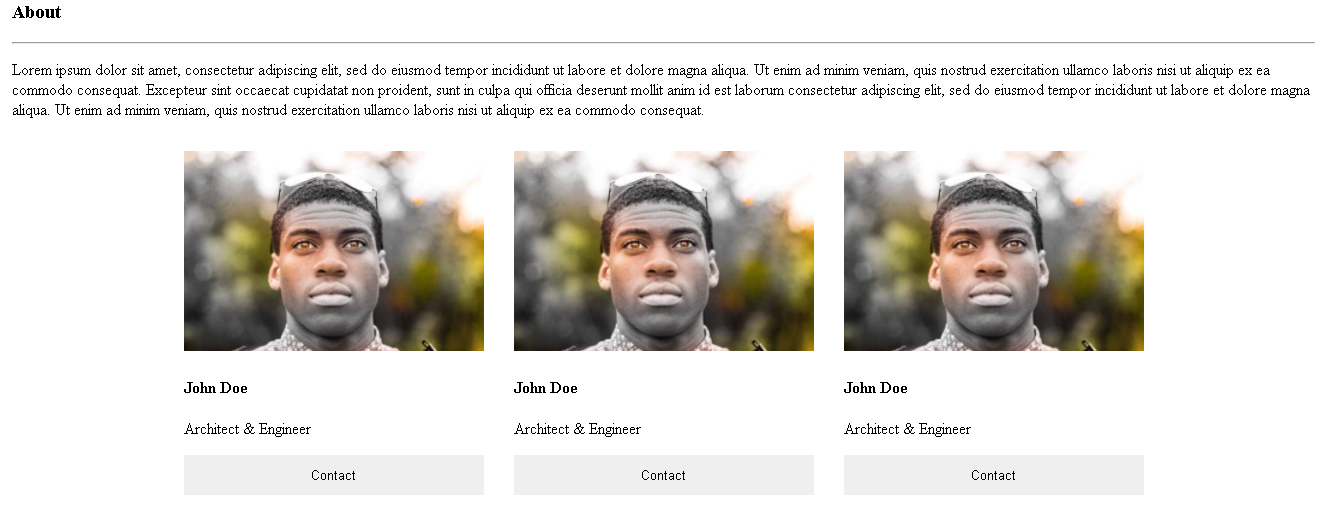 About
Lorem ipsum dolor sit amet, consectetur adipiscing elit, sed do eiusmod tempor incididunt ut labore et dolore magna aliqua. Ut enim ad minim veniam, quis nostrud exercitation ullamco laboris nisi ut aliquip ex ea
commodo consequat. Excepteur sint occaecat cupidatat non proident, sunt in culpa qui officia deserunt mollit anim id est laborum consectetur adipiscing elit, sed do eiusmod tempor incididunt ut labore et dolore magna
aliqua. Ut enim ad minim veniam, quis nostrud exercitation ullamco laboris nisi ut aliquip ex ea commodo consequat.
John Doe
Architect & Engineer
Contact
John Doe
Architect & Engineer
Contact
John Doe
Architect & Engineer
Contact